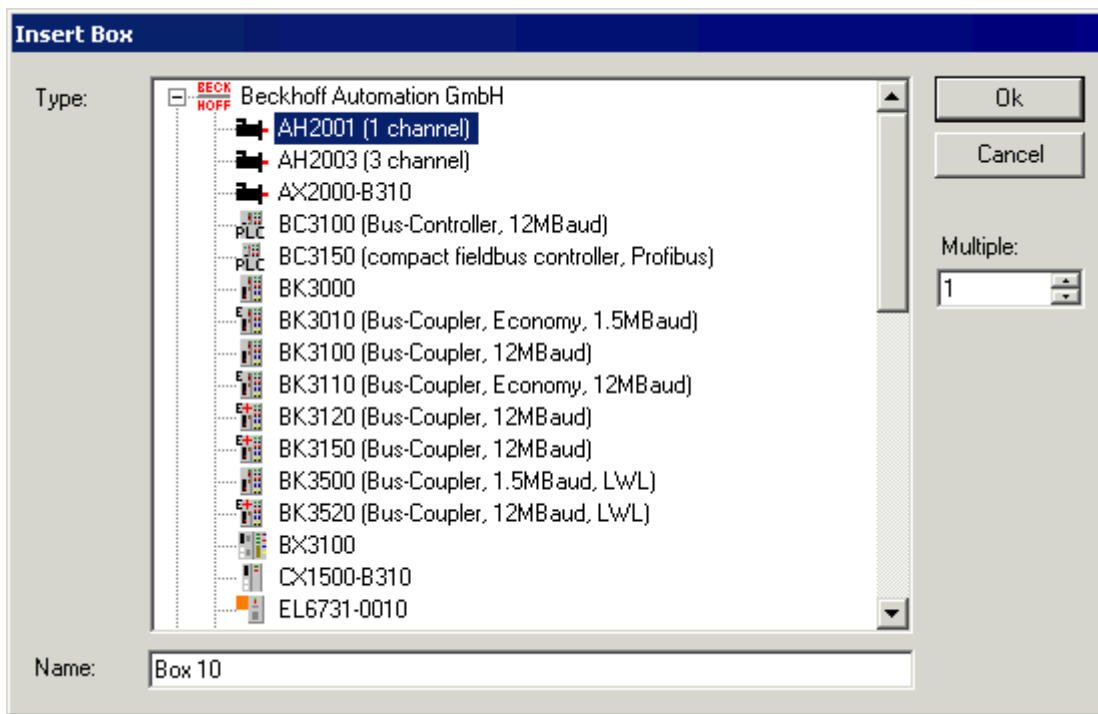 Insert Box
Type:
BECK
HOFF
Beckhoff Automation GmbH
AH2001 (1 channel)
AH2003 (3 channel)
AX2000-B310
PLC BC3100 (Bus-Controller, 12MBaud)
PLC BC3150 (compact fieldbus controller, Profibus)
BK3000
E BK3010 (Bus-Coupler, Economy, 1.5MBaud)
BK3100 (Bus-Coupler, 12MBaud)
E BK3110 (Bus-Coupler, Economy, 12MBaud)
E+ BK3120 (Bus-Coupler, 12MBaud)
E+ BK3150 (Bus-Coupler, 12MBaud)
BK3500 (Bus-Coupler, 1.5MBaud, LWL)
E+ BK3520 (Bus-Coupler, 12MBaud, LWL)
BX3100
CX1500-B310
EL6731-0010
Ok
Cancel
Multiple:
1
Name:
Box 10